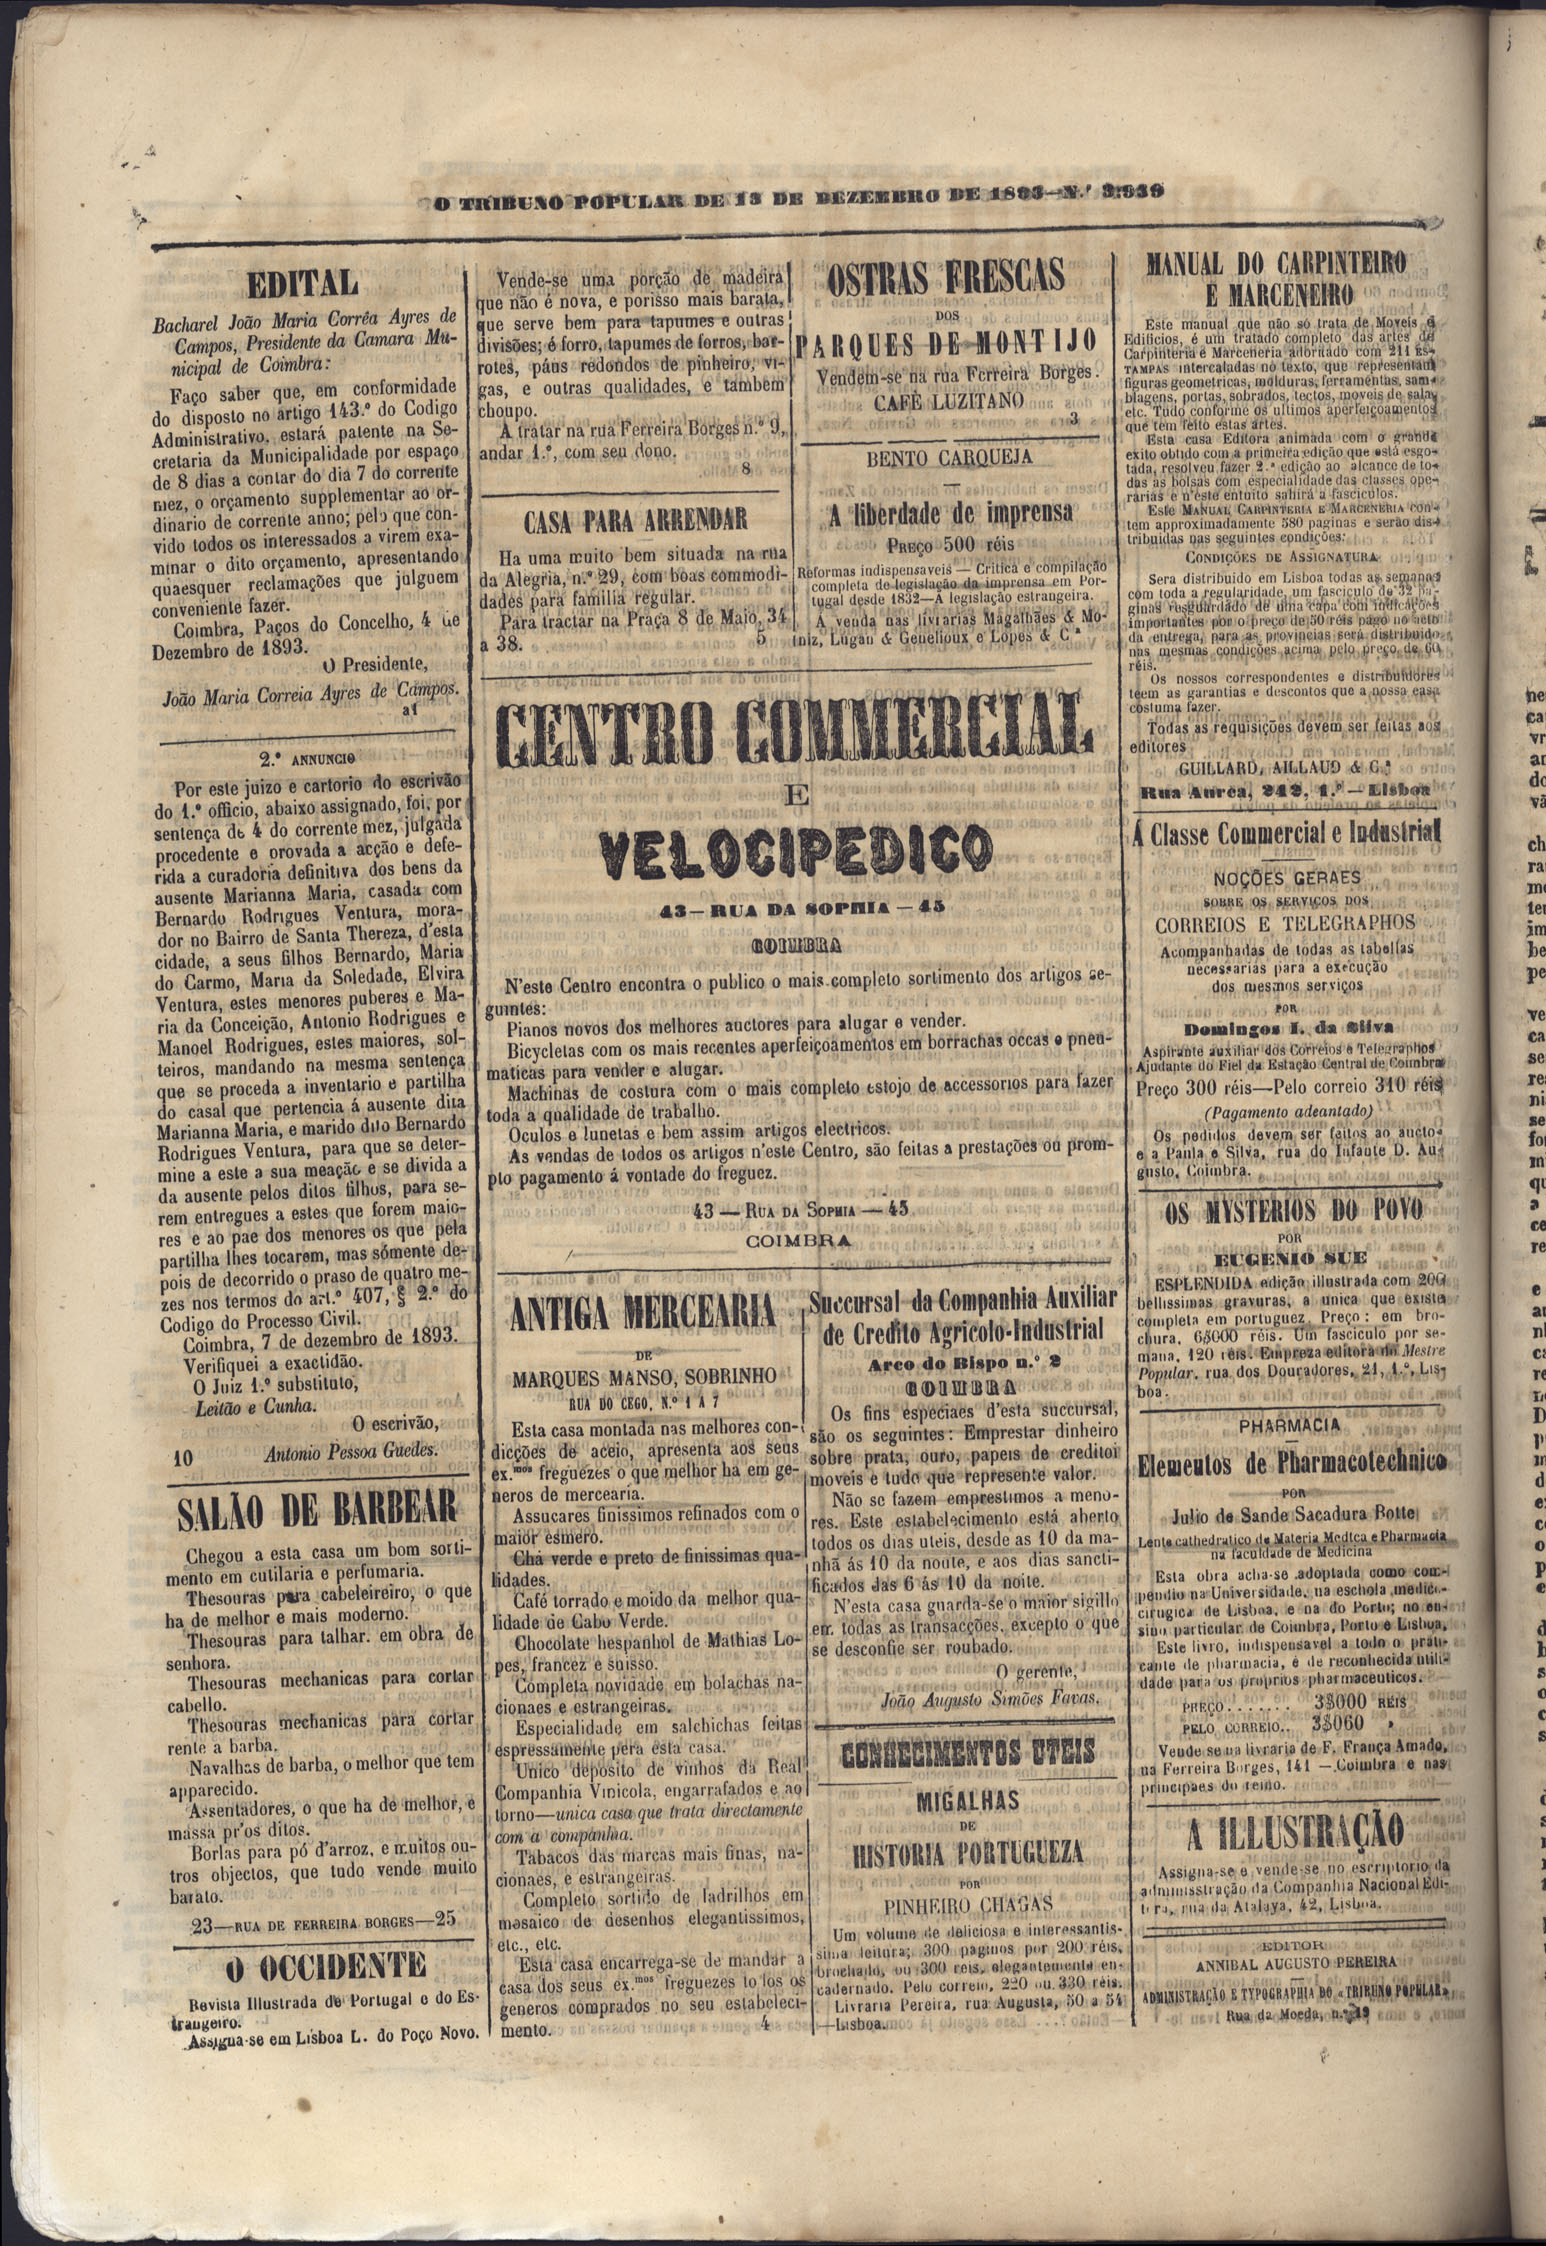 O TRIBUNO POPULAR DE 13 DE DEZEMBRO DE 1893—N.º 3:939
EDITAL
Bacharel João Maria Corrêa Ayres de
Campos, Presidente da Camara Mu-
nicipal de Coimbra:
Faço saber que, em conformidade
do disposto no artigo 143.º do Codigo
Administrativo, estará patente na Se-
cretaria da Municipalidade por espaço
de 8 dias a contar do dia 7 do corrente
mez, o orçamento supplementar ao or-
dinario de corrente anno; pelo que con-
vido todos os interessados a virem exa-
minar o dito orçamento, apresentando
quaesquer reclamações que julguem
conveniente fazer.
Coimbra, Paços do Concelho, 4 de
Dezembro de 1893.
O Presidente,
João Maria Correia Ayres de Campos.
a1
2.º ANNUNCIO
Por este juizo e cartorio do escrivão
do 1.º officio, abaixo assignado, foi, por
sentença de 4 do corrente mez, julgada
procedente e provada a acção e defe-
rida a curadoria definitiva dos bens da
ausente Marianna Maria, casada com
Bernardo Rodrigues Ventura, mora-
dor no Bairro de Santa Thereza, d'esta
cidade, a seus filhos Bernardo, Maria
do Carmo, Maria da Soledade, Elvira
Ventura, estes menores puberes e Ma-
ria da Conceição, Antonio Rodrigues e
Manoel Rodrigues, estes maiores, sol-
teiros, mandando na mesma sentença
que se proceda a inventario e partilha
do casal que pertencia á ausente dita
Marianna Maria, e marido dito Bernardo
Rodrigues Ventura, para que se deter-
mine a este a sua meação e se divida a
da ausente pelos ditos filhos, para se-
rem entregues a estes que forem maio-
res e ao pae dos menores os que pela
partilha lhes tocarem, mas sómente de-
pois de decorrido o praso de quatro me-
zes nos termos do art.º 407, § 2.º do
Codigo do Processo Civil.
Coimbra, 7 de dezembro de 1893.
Verifiquei a exactidão.
O Juiz 1.º substituto,
Leitão e Cunha.
O escrivão,
10 Antonio Pessoa Guedes.
SALÃO DE BARBEAR
Chegou a esta casa um bom sorti-
mento em cutilaria e perfumaria.
Thesouras para cabeleireiro, o que
ha de melhor e mais moderno.
Thesouras para talhar. em obra de
senhora.
Thesouras mechanicas para cortar
cabello.
Thesouras mechanicas para cortar
rente a barba.
Navalhas de barba, o melhor que tem
apparecido.
Assentadores, o que ha de melhor, e
massa pr'os ditos.
Borlas para pó d'arroz, e muitos ou-
tros objectos, que tudo vende muito
barato.
23—RUA DE FERREIRA BORGES—25
O OCCIDENTE
Revista Illustrada de Portugal e do Es-
trangeiro.
Assigna-se em Lisboa L. do Poço Novo.
Vende-se uma porção de madeira
que não é nova, e porisso mais barata,
que serve bem para tapumes e outras
divisões; é forro, tapumes de forros, bar-
rotes, páus redondos de pinheiro, vi-
gas, e outras qualidades, e tambem
choupo.
A tratar na rua Ferreira Borges n.º 9,
andar 1.º, com seu dono.
8
CASA PARA ARRENDAR
Ha uma muito bem situada na rua
da Alegria, n.º 29, com boas commodi-
dades para familia regular.
Para tractar na Praça 8 de Maio, 34
a 38. 5
OSTRAS FRESCAS
DOS
PARQUES DE MONTIJO
Vendem-se na rua Ferreira Borges.
CAFÉ LUZITANO
3
BENTO CARQUEJA
A liberdade de imprensa
PREÇO 500 réis
Reformas indispensaveis — Critica e compilação
completa de legislação da imprensa em Por-
tugal desde 1832—A legislação estrangeira.
Á venda nas livrarias Magalhães & Mo-
niz, Lugan & Genelioux e Lopes & C.ª
CENTRO COMMERCIAL
E
VELOCIPEDICO
43—RUA DA SOPHIA—45
COIMBRA
N'este Centro encontra o publico o mais completo sortimento dos artigos se-
guintes:
Pianos novos dos melhores auctores para alugar e vender.
Bicycletas com os mais recentes aperfeiçoamentos em borrachas occas e pneu-
maticas para vender e alugar.
Machinas de costura com o mais completo estojo de accessorios para fazer
toda a qualidade de trabalho.
Oculos e lunetas e bem assim artigos electricos.
As vendas de todos os artigos n'este Centro, são feitas a prestações ou prom-
pto pagamento á vontade do freguez.
43—RUA DA SOPHIA—45
COIMBRA
ANTIGA MERCEARIA
DE
MARQUES MANSO, SOBRINHO
RUA DO CEGO, N.º 1 A 7
Esta casa montada nas melhores con-
dicções de aceio, apresenta aos seus
ex.mos freguezes o que melhor ha em ge-
neros de mercearia.
Assucares finissimos refinados com o
maior esmero.
Chá verde e preto de finissimas qua-
lidades.
Café torrado e moido da melhor qua-
lidade de Cabo Verde.
Chocolate hespanhol de Mathias Lo-
pes, francez e suisso.
Completa novidade em bolachas na-
cionaes e estrangeiras.
Especialidade em salchichas feitas
espressamente pera esta casa.
Unico deposito de vinhos da Real
Companhia Vinicola, engarrafados e ao
torno—unica casa que trata directamente
com a companhia.
Tabacos das marcas mais finas, na-
cionaes, e estrangeiras.
Completo sortido de ladrilhos em
mosaico de desenhos elegantissimos,
etc., etc.
Esta casa encarrega-se de mandar a
casa dos seus ex.mos freguezes todos os
generos comprados no seu estabeleci-
mento. 4
Succursal da Companhia Auxiliar
de Credito Agricolo-Industrial
Arco do Bispo n.º 2
COIMBRA
Os fins especiaes d'esta succursal,
são os seguintes: Emprestar dinheiro
sobre prata, ouro, papeis de creditoi
moveis e tudo que represente valor.
Não se fazem emprestimos a meno-
res. Este estabelecimento está aberto
todos os dias uteis, desde as 10 da ma-
nhã ás 10 da noute, e aos dias sancti-
ficados das 6 ás 10 da noite.
N'esta casa guarda-se o maior sigillo
em todas as transacções, excepto o que
se desconfie ser roubado.
O gerente,
João Augusto Simões Favas.
CONHECIMENTOS UTEIS
MIGALHAS
DE
HISTORIA PORTUGUEZA
POR
PINHEIRO CHAGAS
Um volume de deliciosa e interessantis-
sima leitura; 300 paginos por 200 réis,
brochado, ou 300 reis, elegantemente en-
cadernado. Pelo correio, 220 ou 330 réis.
Livraria Pereira, rua Augusta, 50 a 54
—Lisboa.
MANUAL DO CARPINTEIRO
E MARCENEIRO
Este manual que não só trata de Moveis e
Edificios, é um tratado completo das artes de
Carpinteria e Marceneria adornado com 211 ES-
TAMPAS intercaladas no texto, que representam
figuras geometricas, molduras, ferramentas, sam-
blagens, portas, sobrados, tectos, moveis de sala,
etc. Tudo conforme os ultimos aperfeiçoamentos
que tem feito estas artes.
Esta casa Editora animada com o grande
exito obtido com a primeira edição que está esgo-
tada, resolveu fazer 2.ª edição ao alcance de to-
das as bolsas com especialidade das classes ope-
rarias e n'este entuito sahirá a fasciculos.
Este MANUAL CARPINTERIA E MARCENERIA con-
tem approximadamente 580 paginas e serão dis-
tribuidas nas seguintes condições:
CONDIÇÕES DE ASSIGNATURA
Sera distribuido em Lisboa todas as semanas
com toda a regularidade, um fasciculo de 32 pa-
ginas resguardado de uma capa com indicações
importantes por o preço de 50 réis pago no acto
da entrega, para as provincias será distribuido
nas mesmas condições acima pelo preço de 60
réis.
Os nossos correspondentes e distribuidores
teem as garantias e descontos que a nossa casa
costuma fazer.
Todas as requisições devem ser feitas aos
editores
GUILLARD, AILLAUD & C.ª
Rua Aurea, 242, 1.º—Lisboa
Á Classe Commercial e Industrial
NOÇÕES GERAES
SOBRE OS SERVIÇOS DOS
CORREIOS E TELEGRAPHOS
Acompanhadas de todas as tabellas
necessarias para a execução
dos mesmos serviços
POR
Domingos I. da Silva
Aspirante auxiliar dos Correios e Telegraphos
Ajudante do Fiel da Estação Central de Coimbra
Preço 300 réis—Pelo correio 310 réis
(Pagamento adeantado)
Os pedidos devem ser feitos ao aucto-
e a Paula e Silva, rua do Infante D. Au-
gusto, Coimbra.
OS MYSTERIOS DO POVO
POR
EUGENIO SUE
ESPLENDIDA edição illustrada com 200
bellissimas gravuras, a unica que existe
completa em portuguez. Preço: em bro-
chura, 6$000 réis. Um fasciculo por se-
mana, 120 réis. Empreza editora do Mestre
Popular, rua dos Douradores, 21, 1.º, Lis-
boa.
PHARMACIA
Elementos de Pharmacotechnico
POR
Julio de Sande Sacadura Botte
Lente cathedratico de Materia Medica e Pharmacia
na faculdade de Medicina
Esta obra acha-se adoptada como com-
pendio na Universidade, na eschola medico-
cirugica de Lisboa, e na do Porto; no en-
sino particular de Coimbra, Porto e Lisboa,
Este livro, indispensavel a todo o prati-
cante de pharmacia, é de reconhecida utili-
dade para os proprios pharmaceuticos.
PREÇO....... 3$000 RÉIS
PELO CORREIO.. 3$060 »
Vende se na livraria de F. França Amado,
na Ferreira Borges, 141 — Coimbra e nas
principaes do reino.
A ILLUSTRAÇÃO
Assigna-se e vende-se no escriptorio da
adminisstração da Companhia Nacional Edi-
tora, rua da Atalaya, 42, Lisboa.
EDITOR
ANNIBAL AUGUSTO PEREIRA
ADMINISTRAÇÃO E TYPOGRAPHIA DO «TRIBUNO POPULAR»
Rua da Moeda, n.º 19